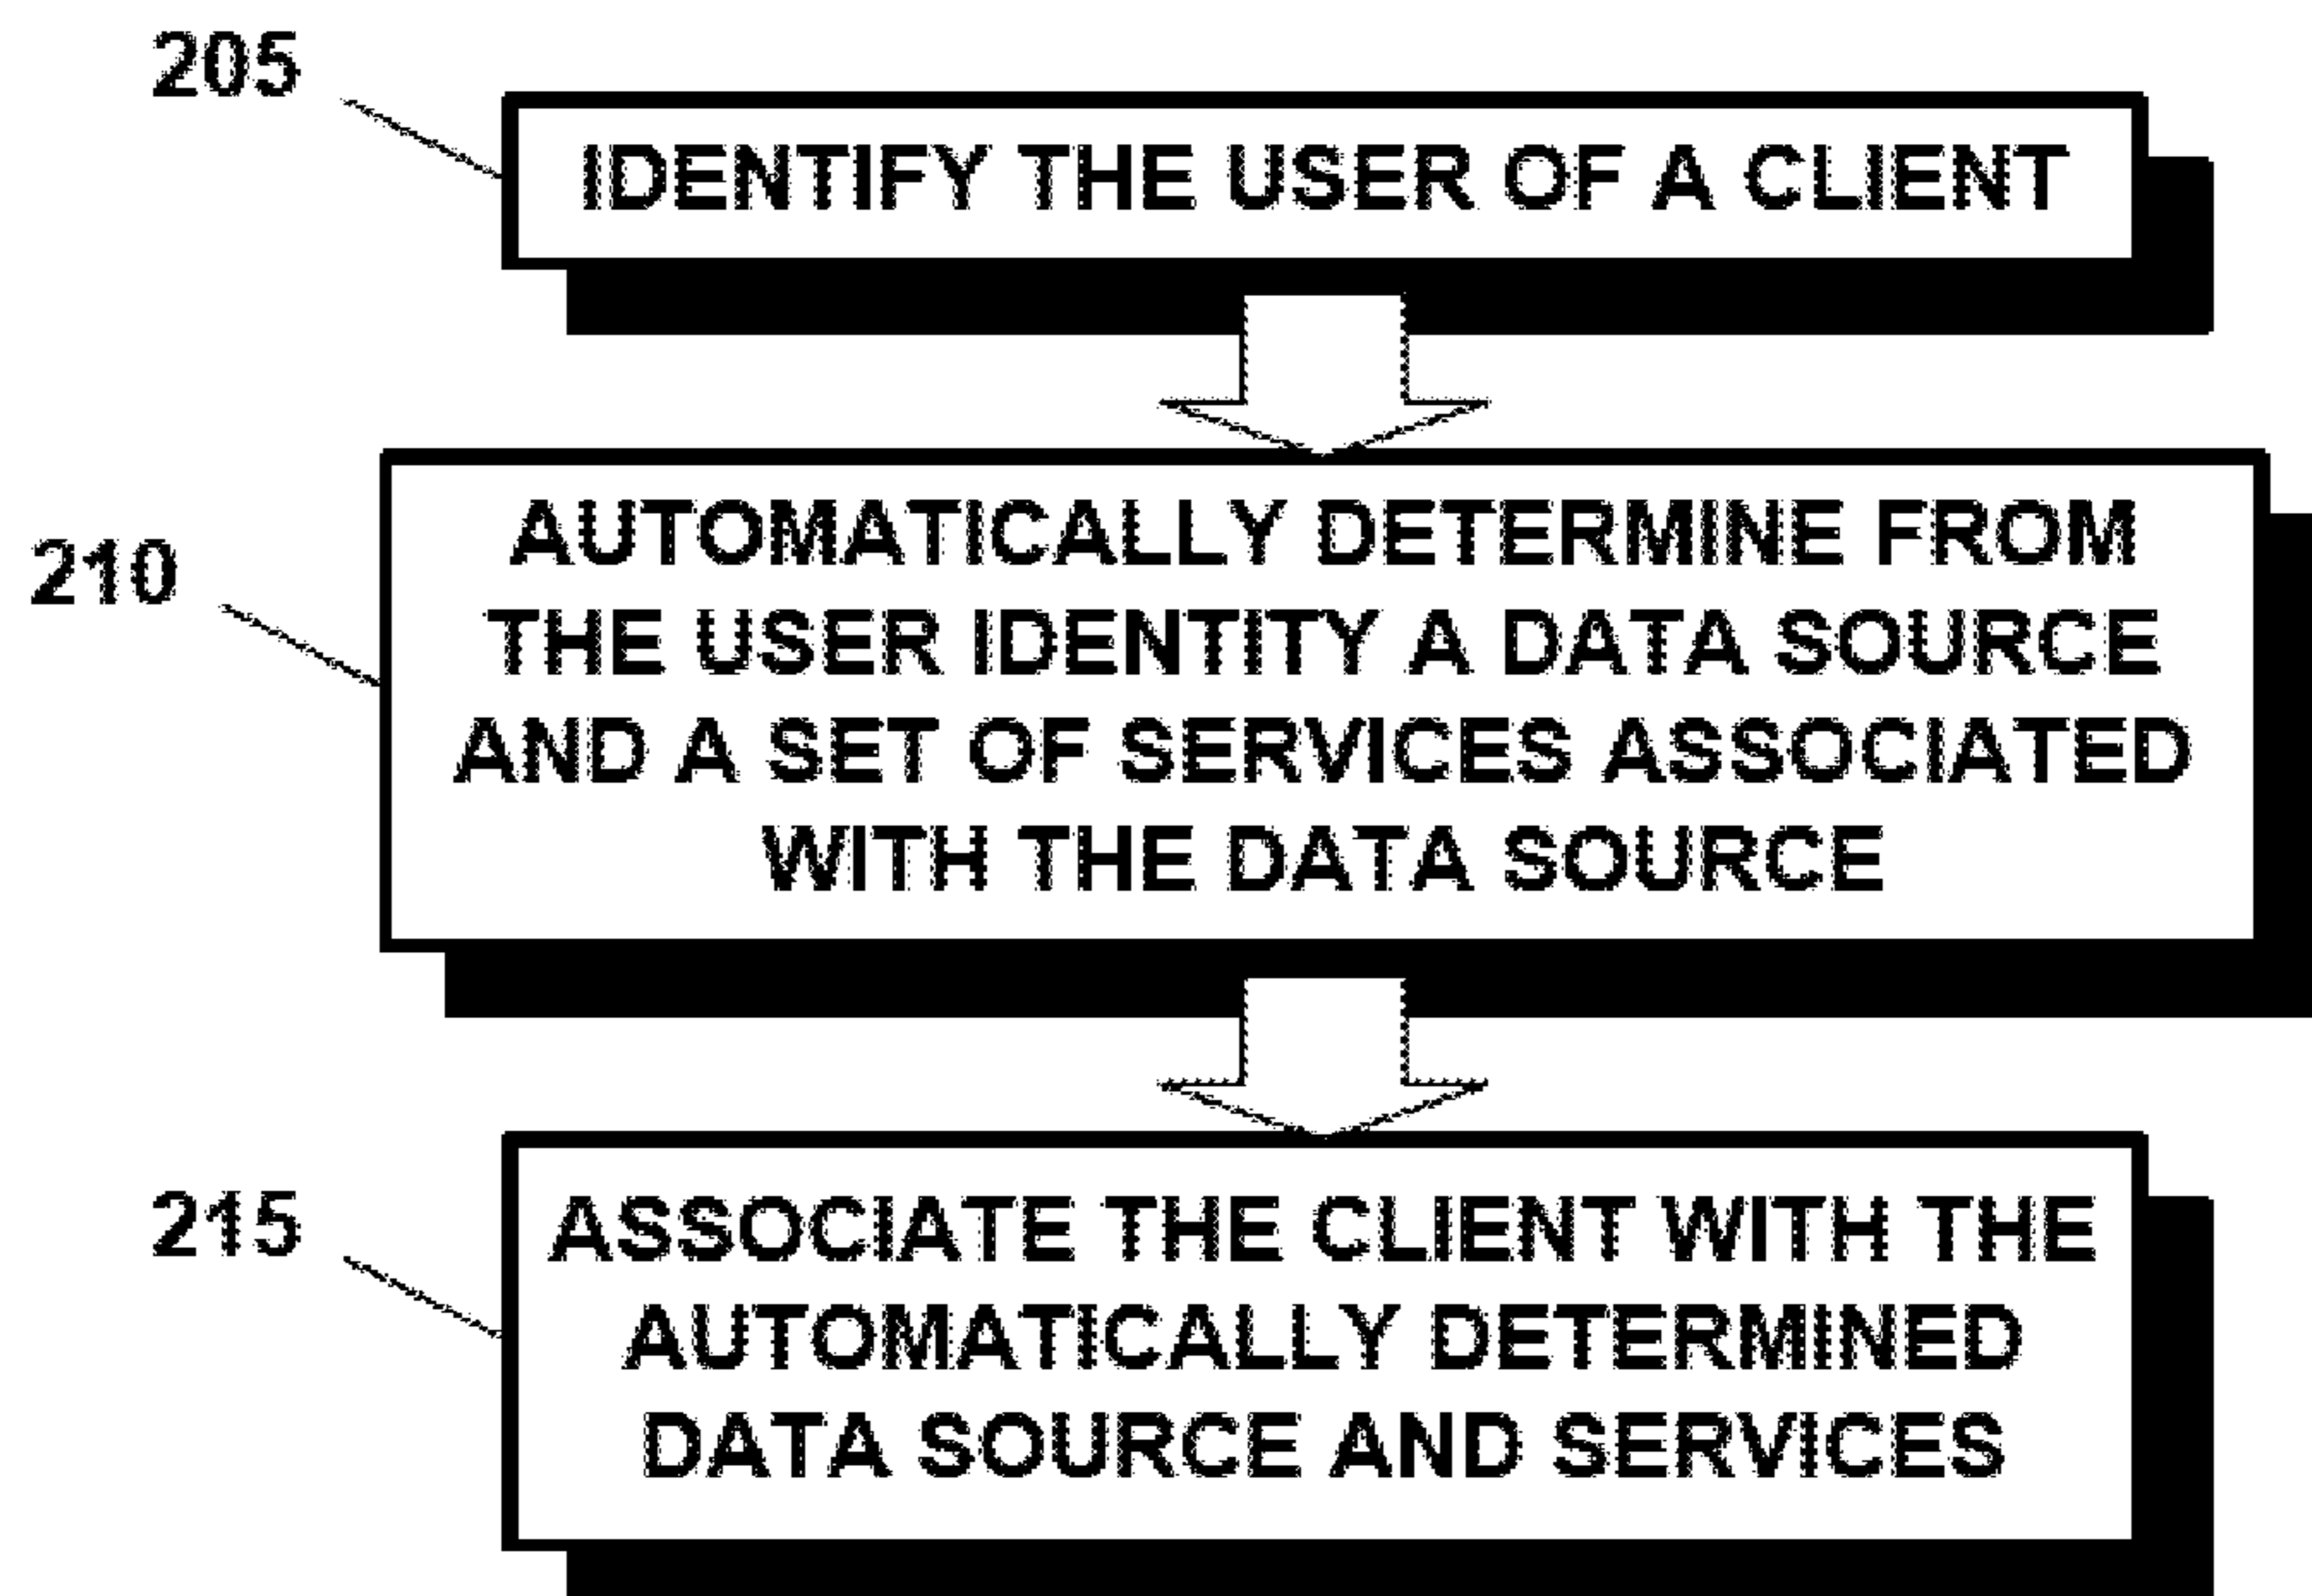 205
IDENTIFY THE USER OF A CLIENT
210
AUTOMATICALLY DETERMINE FROM
THE USER IDENTITY A DATA SOURCE
AND A SET OF SERVICES ASSOCIATED
WITH THE DATA SOURCE
215
ASSOCIATE THE CLIENT WITH THE
AUTOMATICALLY DETERMINED
DATA SOURCE AND SERVICES